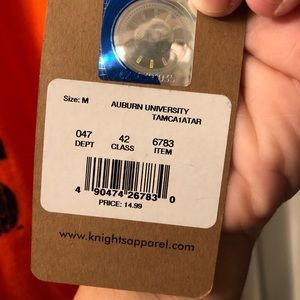 Size: M AUBURN UNIVERSITY
TAMCA1ATAR
047 42 6783
DEPT CLASS ITEM
4 90474 26783 0
PRICE: 14.99
www.knightsapparel.com